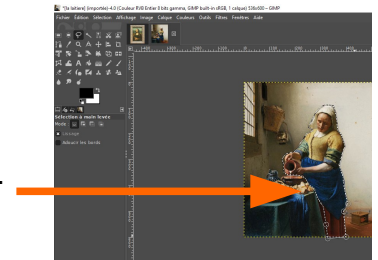 *[la laitiere] (importée)-4.0 (Couleur RVB Entier 8 bits gamma, GIMP built-in sRGB, 1 calque) 538x600 – GIMP
Fichier Édition Sélection Affichage Image Calque Couleurs Outils Filtres Fenêtres Aide
Sélection à main levée
Mode :
Lissage
Adoucir les bords